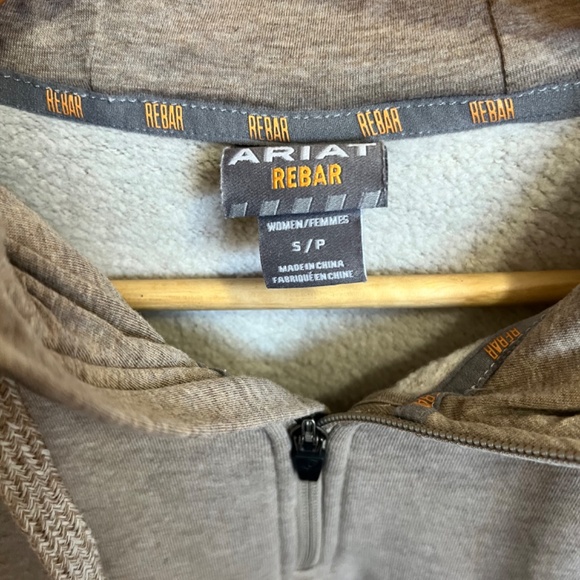 REBAR REBAR REBAR REBAR REBAR
ARIAT
REBAR
WOMEN/FEMMES
S/P
MADE IN CHINA
FABRIQUÉ EN CHINE
REBAR